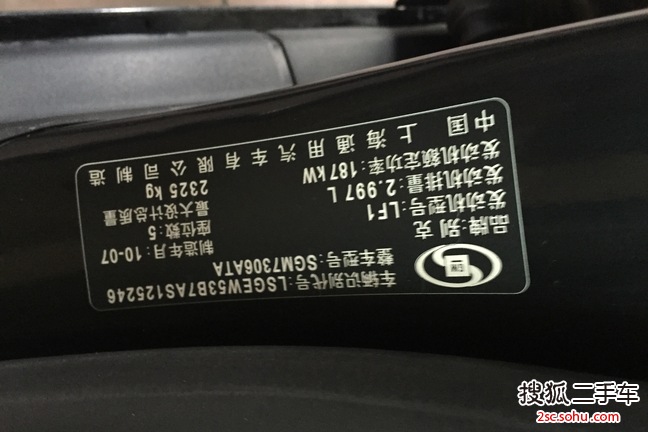 车辆识别代号:LSGEW53B7AS125246
整车型号:SGM7306ATA
品牌:别克
制造年月:10-07
发动机型号:LF1
座位数:5
发动机排量:2.997 L
最大设计总质量
2325 kg
发动机额定功率:187 kW
中国 上海通用汽车有限公司制造
GM
搜狐二手车
2sc.sohu.com